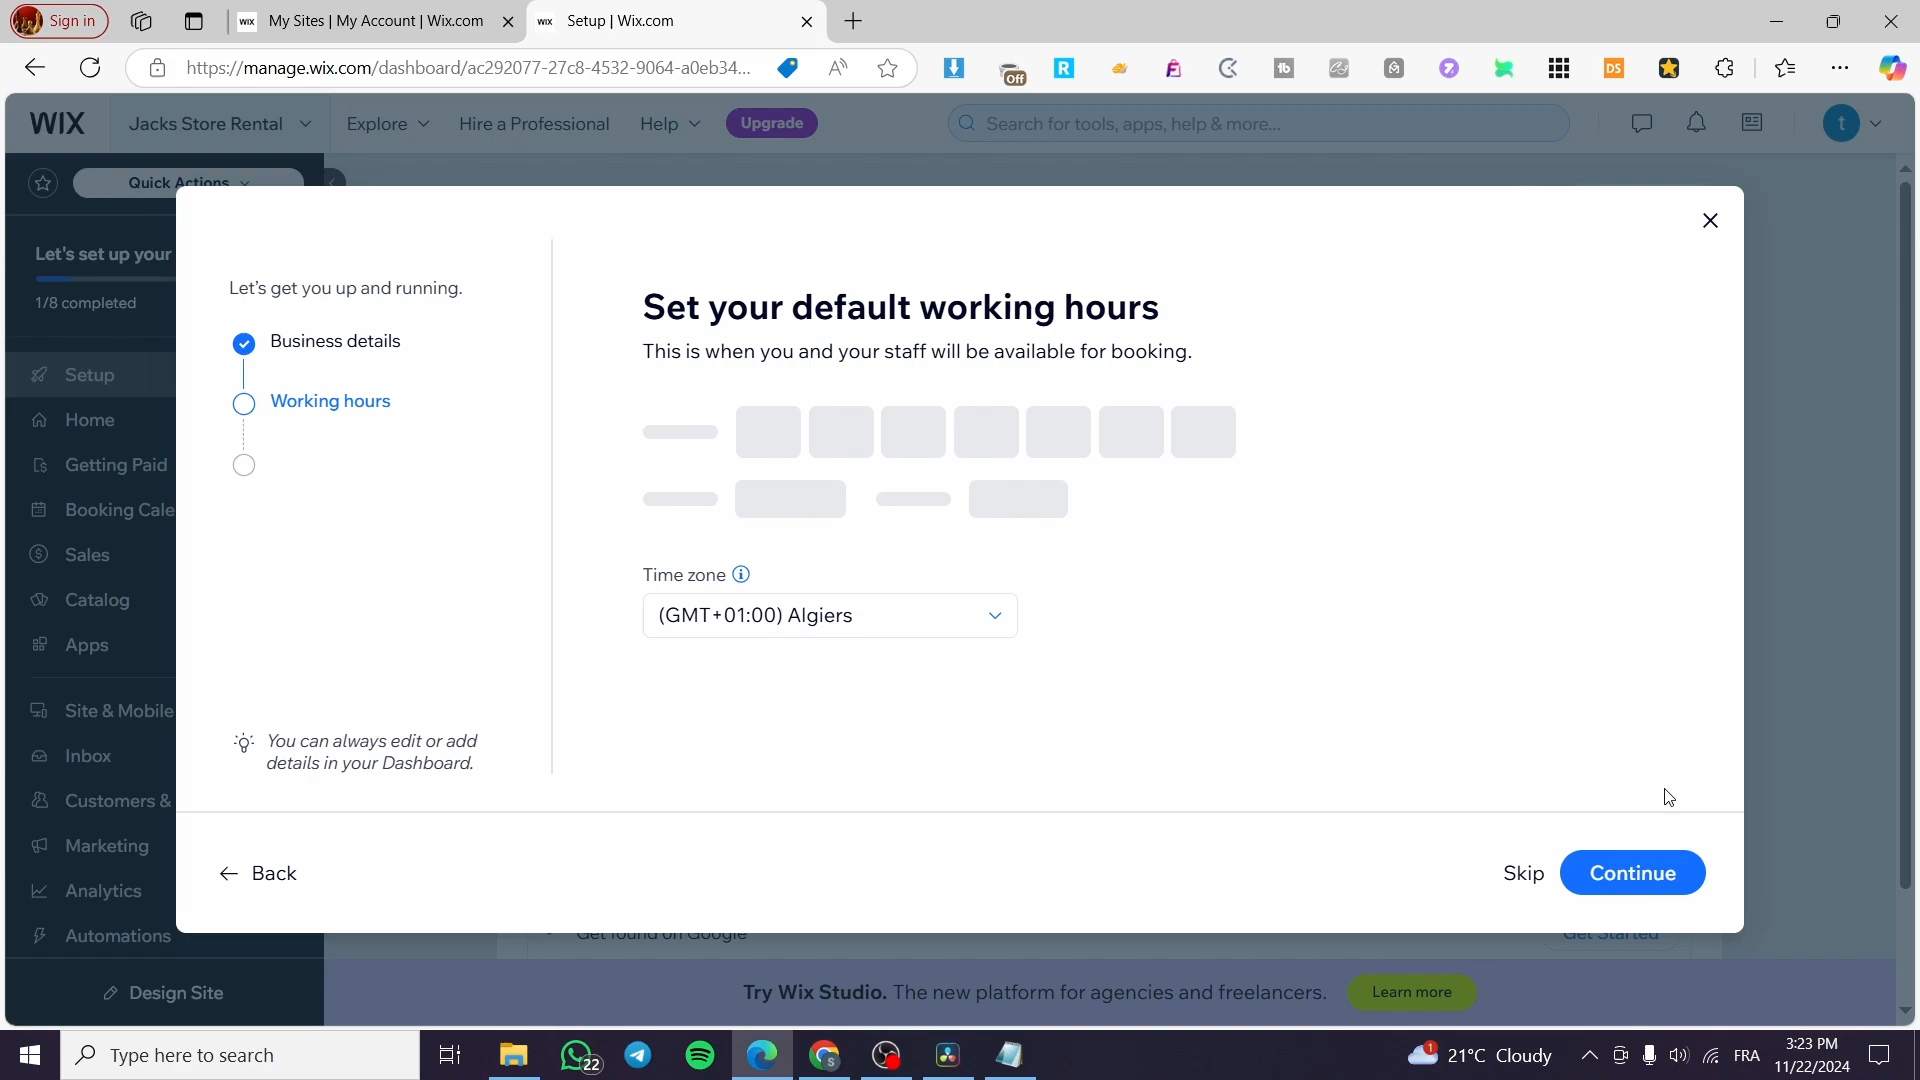 Sign in
My Sites | My Account | Wix.com
Setup | Wix.com
https://manage.wix.com/dashboard/ac292077-27c8-4532-9064-a0eb34...
Off
WIX
Jacks Store Rental
Explore
Hire a Professional
Help
Upgrade
Search for tools, apps, help & more...
t
Quick Actions
Let's set up your
1/8 completed
Setup
Home
Getting Paid
Booking Cale
Sales
Catalog
Apps
Site & Mobile
Inbox
Customers &
Marketing
Analytics
Automations
Design Site
Let's get you up and running.
Business details
Working hours
You can always edit or add
details in your Dashboard.
Set your default working hours
This is when you and your staff will be available for booking.
Time zone
(GMT+01:00) Algiers
Back
Skip
Continue
Get found on Google
Get Started
Try Wix Studio. The new platform for agencies and freelancers.
Learn more
Type here to search
22
1
21°C Cloudy
FRA
3:23 PM
11/22/2024